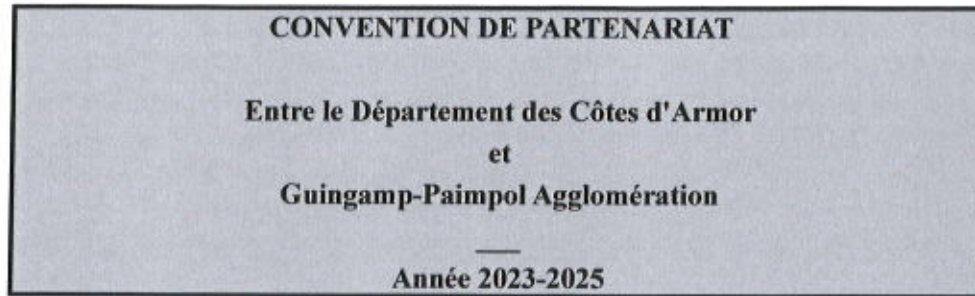 CONVENTION DE PARTENARIAT
Entre le Département des Côtes d'Armor
et
Guingamp-Paimpol Agglomération
Année 2023-2025